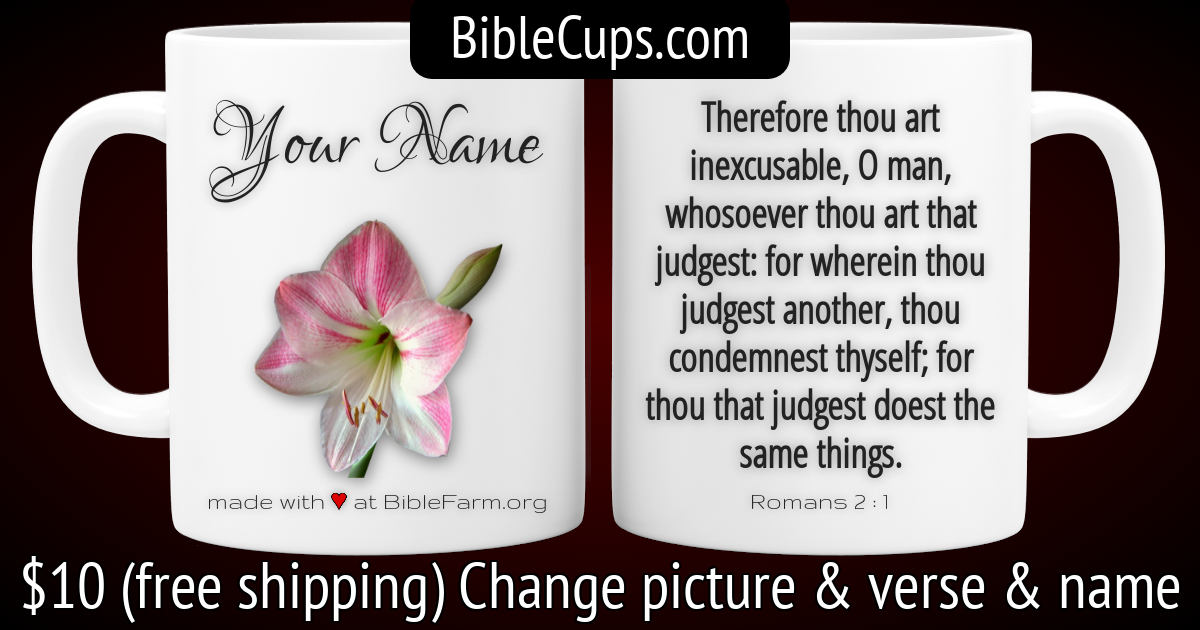 BibleCups.com
Your Name
made with ♥ at BibleFarm.org
Therefore thou art
inexcusable, O man,
whosoever thou art that
judgest: for wherein thou
judgest another, thou
condemnest thyself; for
thou that judgest doest the
same things.
Romans 2:1
$10 (free shipping) Change picture & verse & name